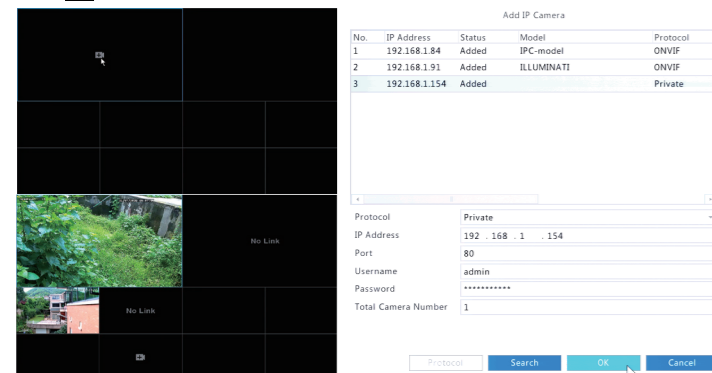 Add IP Camera
No. IP Address Status Model Protocol
1 192.168.1.84 Added IPC-model ONVIF
2 192.168.1.91 Added ILLUMINATI ONVIF
3 192.168.1.154 Added Private
No Link
No Link
Protocol Private
IP Address 192 . 168 . 1 . 154
Port 80
Username admin
Password ***********
Total Camera Number 1
Protocol Search OK Cancel